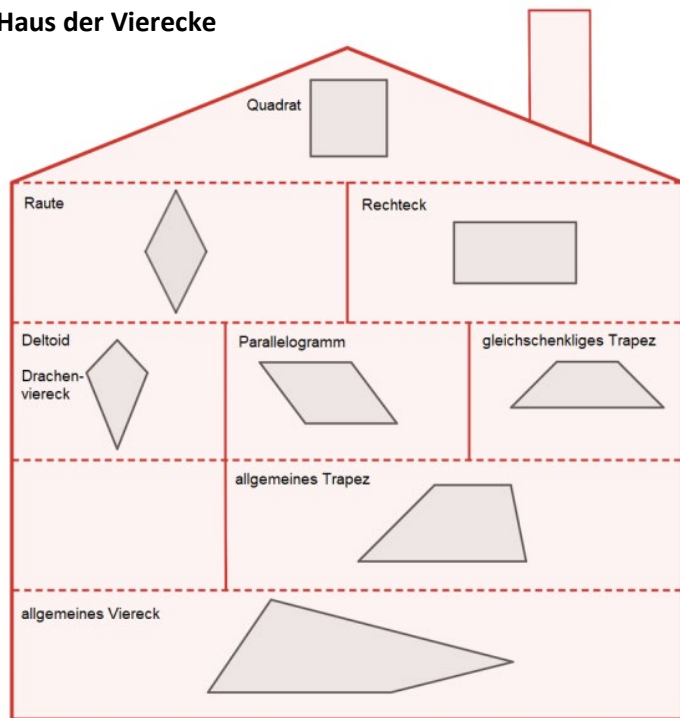 Haus der Vierecke
Quadrat
Raute
Rechteck
Deltoid
Drachen-
viereck
Parallelogramm
gleichschenkliges Trapez
allgemeines Trapez
allgemeines Viereck